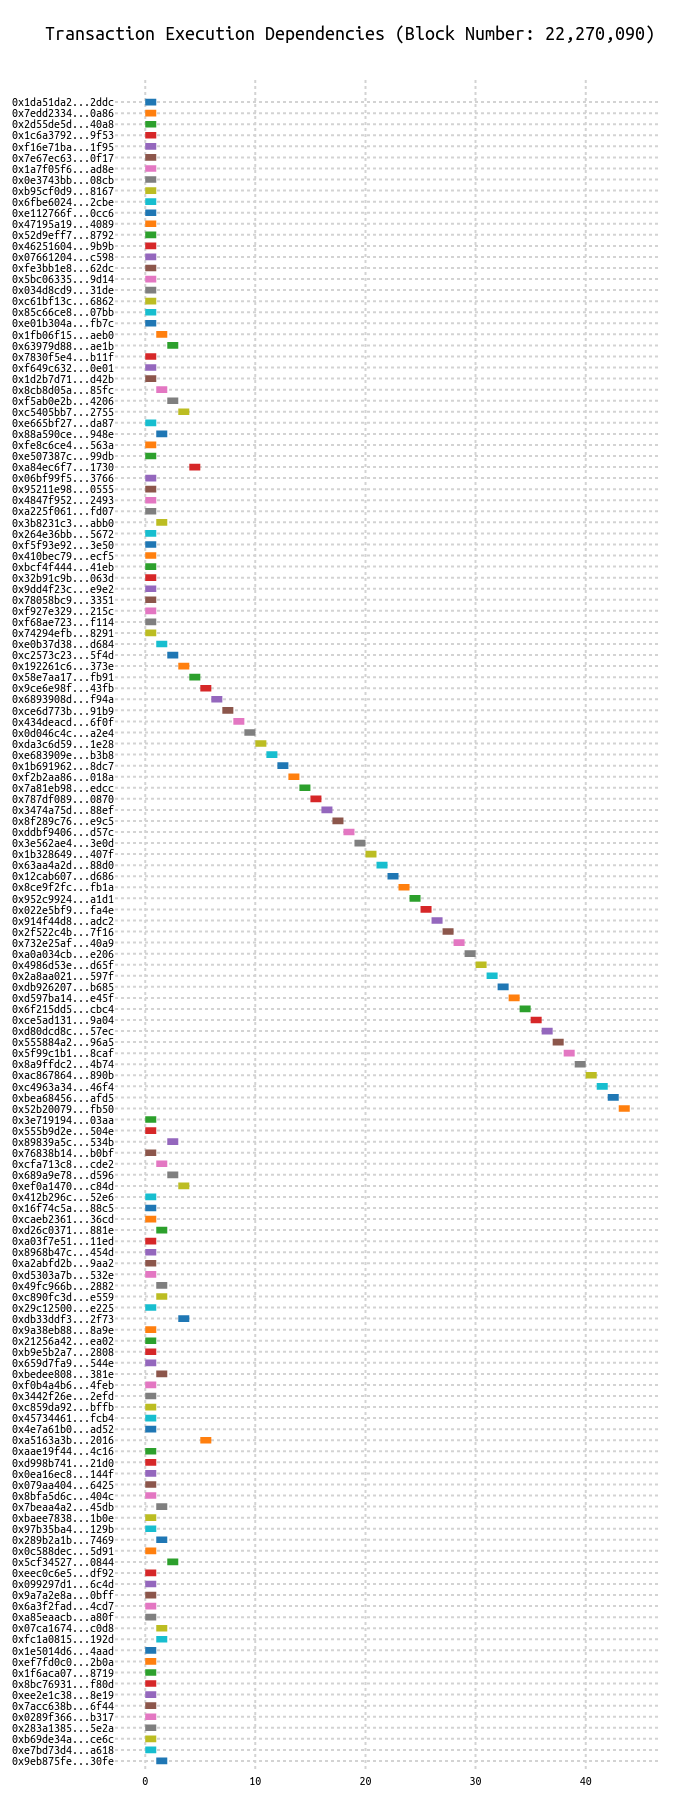 Transaction Execution Dependencies (Block Number: 22,270,090)
0x1da51da2...2ddc
0x7edd2334...0a86
0x2d55de5d...40a8
0x1c6a3792...9f53
0xf16e71ba...1f95
0x7e67ec63...0f17
0x1a7f05f6...ad8e
0x0e3743bb...08cb
0xb95cf0d9...8167
0x6fbe6024...2cbe
0xe112766f...0cc6
0x47195a19...4089
0x52d9eff7...8792
0x46251604...9b9b
0x07661204...c598
0xfe3bb1e8...62dc
0x5bc06335...9d14
0x034d8cd9...31de
0xc61bf13c...6862
0x85c66ce8...07bb
0xe01b304a...fb7c
0x1fb06f15...aeb0
0x63979d88...ae1b
0x7830f5e4...b11f
0xf649c632...0e01
0x1d2b7d71...d42b
0x8cb8d05a...85fc
0xf5ab0e2b...4206
0xc5405bb7...2755
0xe665bf27...da87
0x88a590ce...948e
0xfe8c6ce4...563a
0xe507387c...99db
0xa84ec6f7...1730
0x06bf99f5...3766
0x95211e98...0555
0x4847f952...2493
0xa225f061...fd07
0x3b8231c3...abb0
0x264e36bb...5672
0xf5f93e92...3e50
0x410bec79...ecf5
0xbcf4f444...41eb
0x32b91c9b...063d
0x9dd4f23c...e9e2
0x78058bc9...3351
0xf927e329...215c
0xf68ae723...f114
0x74294efb...8291
0xe0b37d38...d684
0xc2573c23...5f4d
0x192261c6...373e
0x58e7aa17...fb91
0x9ce6e98f...43fb
0x6893908d...f94a
0xce6d773b...91b9
0x434deacd...6f0f
0x0d046c4c...a2e4
0xda3c6d59...1e28
0xe683909e...b3b8
0x1b691962...8dc7
0xf2b2aa86...018a
0x7a81eb98...edcc
0x787df089...0870
0x3474a75d...88ef
0x8f289c76...e9c5
0xddbf9406...d57c
0x3e562ae4...3e0d
0x1b328649...407f
0x63aa4a2d...88d0
0x12cab607...d686
0x8ce9f2fc...fb1a
0x952c9924...a1d1
0x022e5bf9...fa4e
0x914f44d8...adc2
0x2f522c4b...7f16
0x732e25af...40a9
0xa0a034cb...e206
0x4986d53e...d65f
0x2a8aa021...597f
0xdb926207...b685
0xd597ba14...e45f
0x6f215dd5...cbc4
0xce5ad131...9a04
0xd80dcd8c...57ec
0x555884a2...96a5
0x5f99c1b1...8caf
0x8a9ffdc2...4b74
0xac867864...890b
0xc4963a34...46f4
0xbea68456...afd5
0x52b20079...fb50
0x3e719194...03aa
0x555b9d2e...504e
0x89839a5c...534b
0x76838b14...b0bf
0xcfa713c8...cde2
0x689a9e78...d596
0xef0a1470...c84d
0x412b296c...52e6
0x16f74c5a...88c5
0xcaeb2361...36cd
0xd26c0371...881e
0xa03f7e51...11ed
0x8968b47c...454d
0xa2abfd2b...9aa2
0xd5303a7b...532e
0x49fc966b...2882
0xc890fc3d...e559
0x29c12500...e225
0xdb33ddf3...2f73
0x9a38eb88...8a9e
0x21256a42...ea02
0xb9e5b2a7...2808
0x659d7fa9...544e
0xbedee808...381e
0xf0b4a4b6...4feb
0x3442f26e...2efd
0xc859da92...bffb
0x45734461...fcb4
0x4e7a61b0...ad52
0xa5163a3b...2016
0xaae19f44...4c16
0xd998b741...21d0
0x0ea16ec8...144f
0x079aa404...6425
0x8bfa5d6c...404c
0x7beaa4a2...45db
0xbaee7838...1b0e
0x97b35ba4...129b
0x289b2a1b...7469
0x0c588dec...5d91
0x5cf34527...0844
0xeec0c6e5...df92
0x099297d1...6c4d
0x9a7a2e8a...0bff
0x6a3f2fad...4cd7
0xa85eaacb...a80f
0x07ca1674...c0d8
0xfc1a0815...192d
0x1e5014d6...4aad
0xef7fd0c0...2b0a
0x1f6aca07...8719
0x8bc76931...f80d
0xee2e1c38...8e19
0x7acc638b...6f44
0x0289f366...b317
0x283a1385...5e2a
0xb69de34a...ce6c
0xe7bd73d4...a618
0x9eb875fe...30fe
0 10 20 30 40